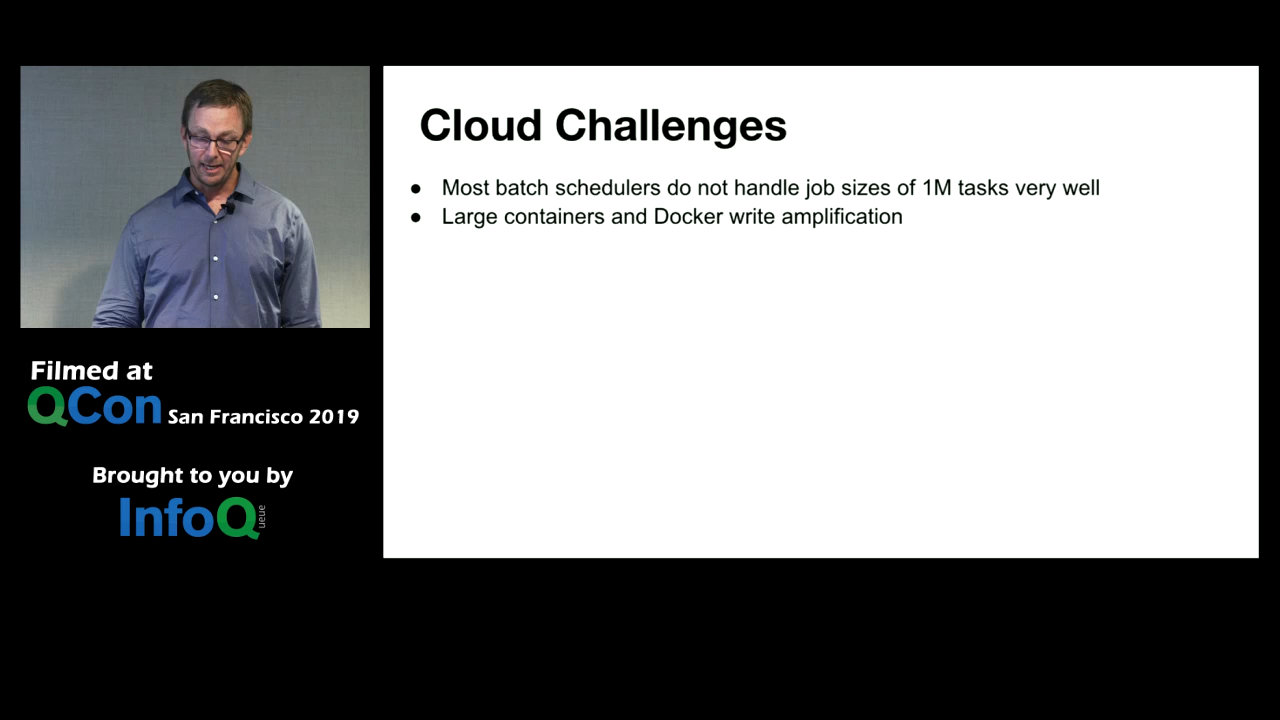 Cloud Challenges
● Most batch schedulers do not handle job sizes of 1M tasks very well
● Large containers and Docker write amplification
Filmed at
QCon San Francisco 2019
Brought to you by
InfoQ
ueue